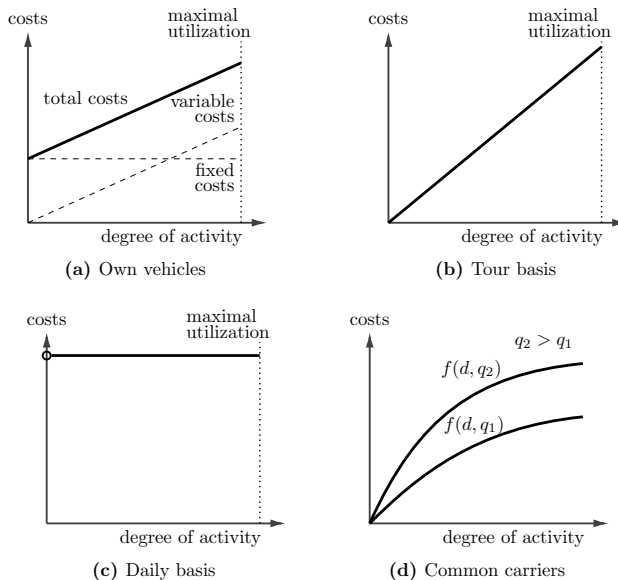 costs
maximal
utilization
total costs
variable
costs
fixed
costs
degree of activity
(a) Own vehicles
costs
maximal
utilization
degree of activity
(b) Tour basis
costs
maximal
utilization
degree of activity
(c) Daily basis
costs
q₂ > q₁
f(d, q₂)
f(d, q₁)
degree of activity
(d) Common carriers